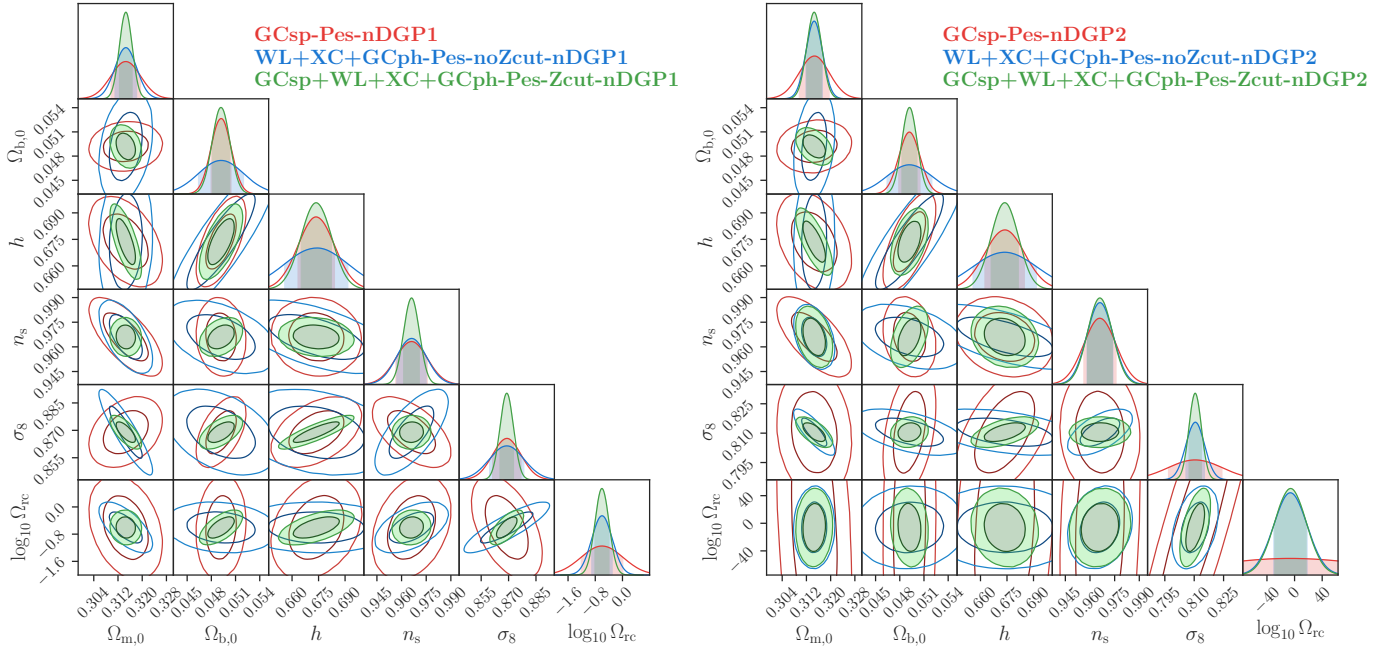 GCsp-Pes-nDGP1
WL+XC+GCph-Pes-noZcut-nDGP1
GCsp+WL+XC+GCph-Pes-Zcut-nDGP1
0.054
0.051
0.048
0.045
Ωb,0
0.690
0.675
0.660
h
0.990
0.975
0.960
0.945
ns
0.885
0.870
0.855
σ8
0.0
−0.8
−1.6
log10 Ωrc
0.304 0.312 0.320 0.328
0.045 0.048 0.051 0.054
0.660 0.675 0.690
0.945 0.960 0.975 0.990
0.855 0.870 0.885
−1.6 −0.8 0.0
Ωm,0 Ωb,0 h ns σ8 log10 Ωrc
GCsp-Pes-nDGP2
WL+XC+GCph-Pes-noZcut-nDGP2
GCsp+WL+XC+GCph-Pes-Zcut-nDGP2
0.054
0.051
0.048
0.045
Ωb,0
0.690
0.675
0.660
h
0.990
0.975
0.960
0.945
ns
0.825
0.810
0.795
σ8
40
0
−40
log10 Ωrc
0.304 0.312 0.320 0.328
0.045 0.048 0.051 0.054
0.660 0.675 0.690
0.945 0.960 0.975 0.990
0.795 0.810 0.825
−40 0 40
Ωm,0 Ωb,0 h ns σ8 log10 Ωrc